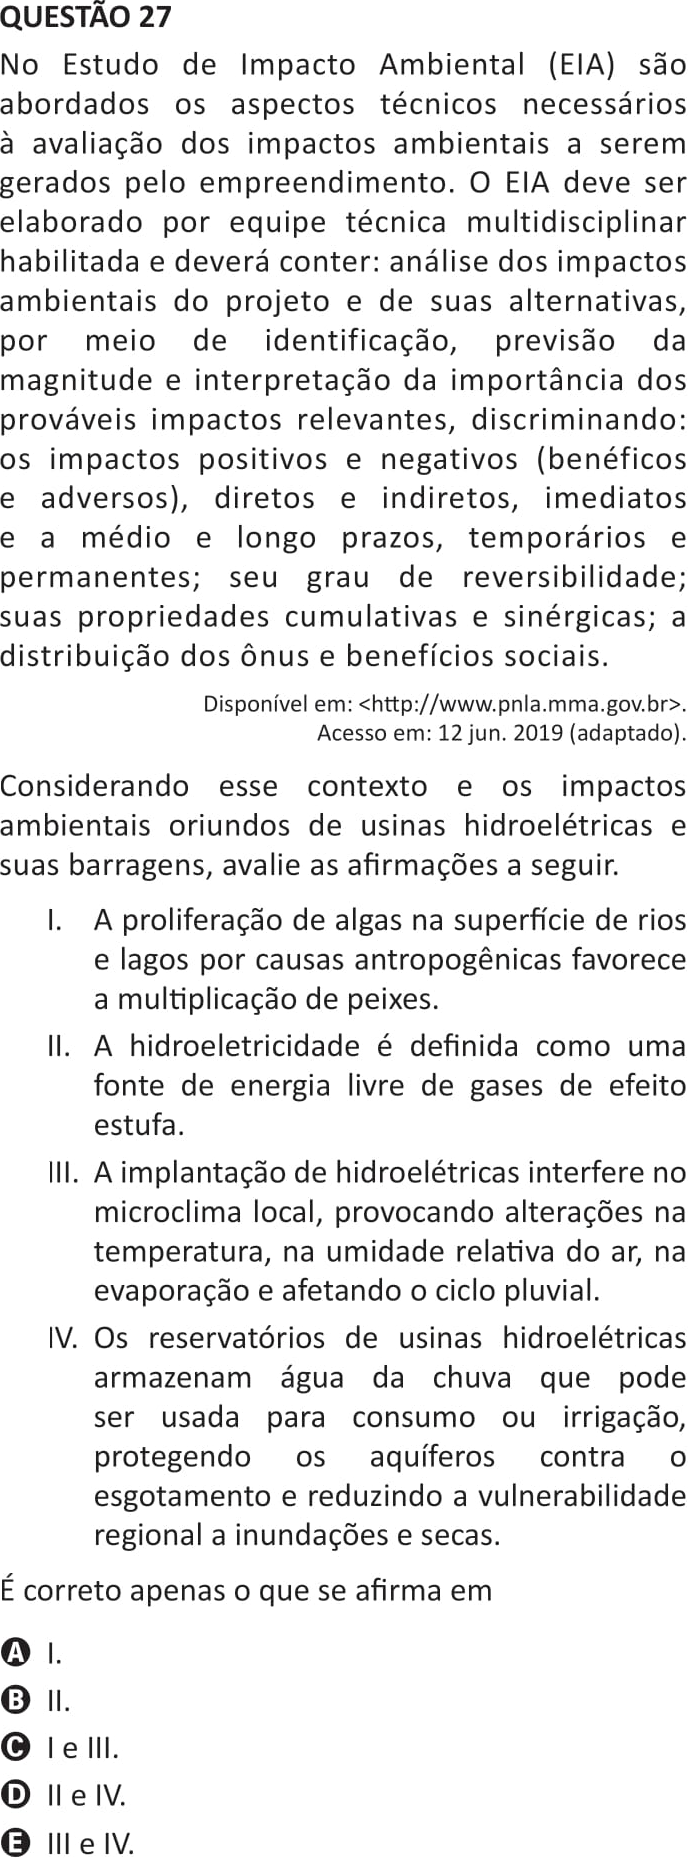 QUESTÃO 27
No Estudo de Impacto Ambiental (EIA) são
abordados os aspectos técnicos necessários
à avaliação dos impactos ambientais a serem
gerados pelo empreendimento. O EIA deve ser
elaborado por equipe técnica multidisciplinar
habilitada e deverá conter: análise dos impactos
ambientais do projeto e de suas alternativas,
por meio de identificação, previsão da
magnitude e interpretação da importância dos
prováveis impactos relevantes, discriminando:
os impactos positivos e negativos (benéficos
e adversos), diretos e indiretos, imediatos
e a médio e longo prazos, temporários e
permanentes; seu grau de reversibilidade;
suas propriedades cumulativas e sinérgicas; a
distribuição dos ônus e benefícios sociais.
Disponível em: <http://www.pnla.mma.gov.br>.
Acesso em: 12 jun. 2019 (adaptado).
Considerando esse contexto e os impactos
ambientais oriundos de usinas hidroelétricas e
suas barragens, avalie as afirmações a seguir.
I. A proliferação de algas na superfície de rios
e lagos por causas antropogênicas favorece
a multiplicação de peixes.
II. A hidroeletricidade é definida como uma
fonte de energia livre de gases de efeito
estufa.
III. A implantação de hidroelétricas interfere no
microclima local, provocando alterações na
temperatura, na umidade relativa do ar, na
evaporação e afetando o ciclo pluvial.
IV. Os reservatórios de usinas hidroelétricas
armazenam água da chuva que pode
ser usada para consumo ou irrigação,
protegendo os aquíferos contra o
esgotamento e reduzindo a vulnerabilidade
regional a inundações e secas.
É correto apenas o que se afirma em
A I.
B II.
C I e III.
D II e IV.
E III e IV.